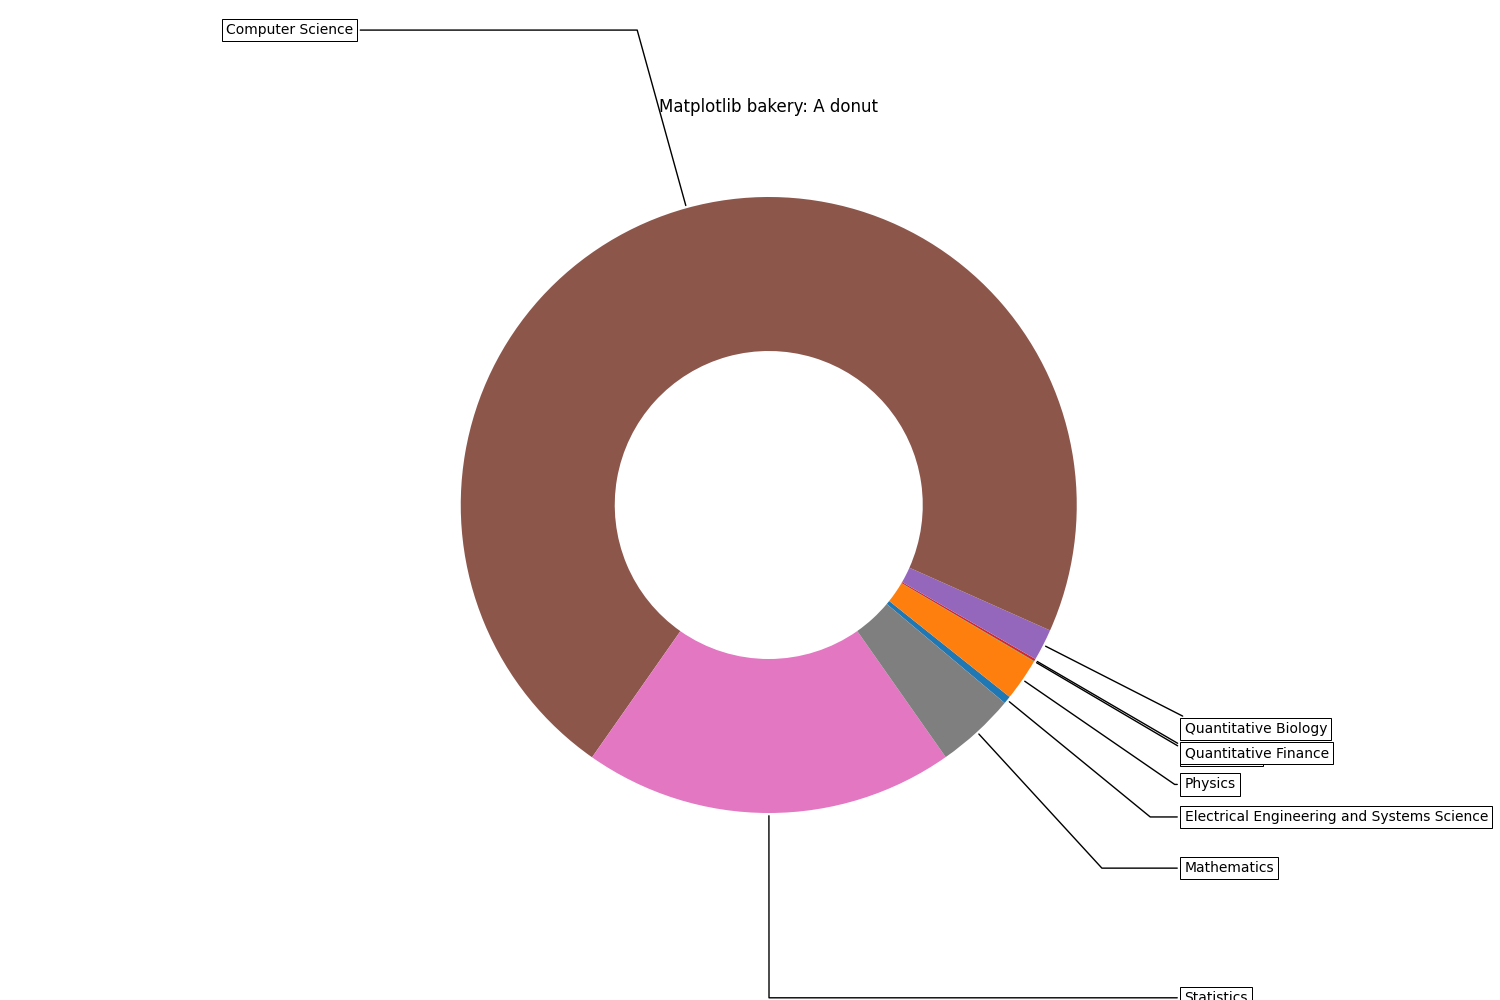 Computer Science
Matplotlib bakery: A donut
Quantitative Biology
Quantitative Finance
Physics
Electrical Engineering and Systems Science
Mathematics
Statistics